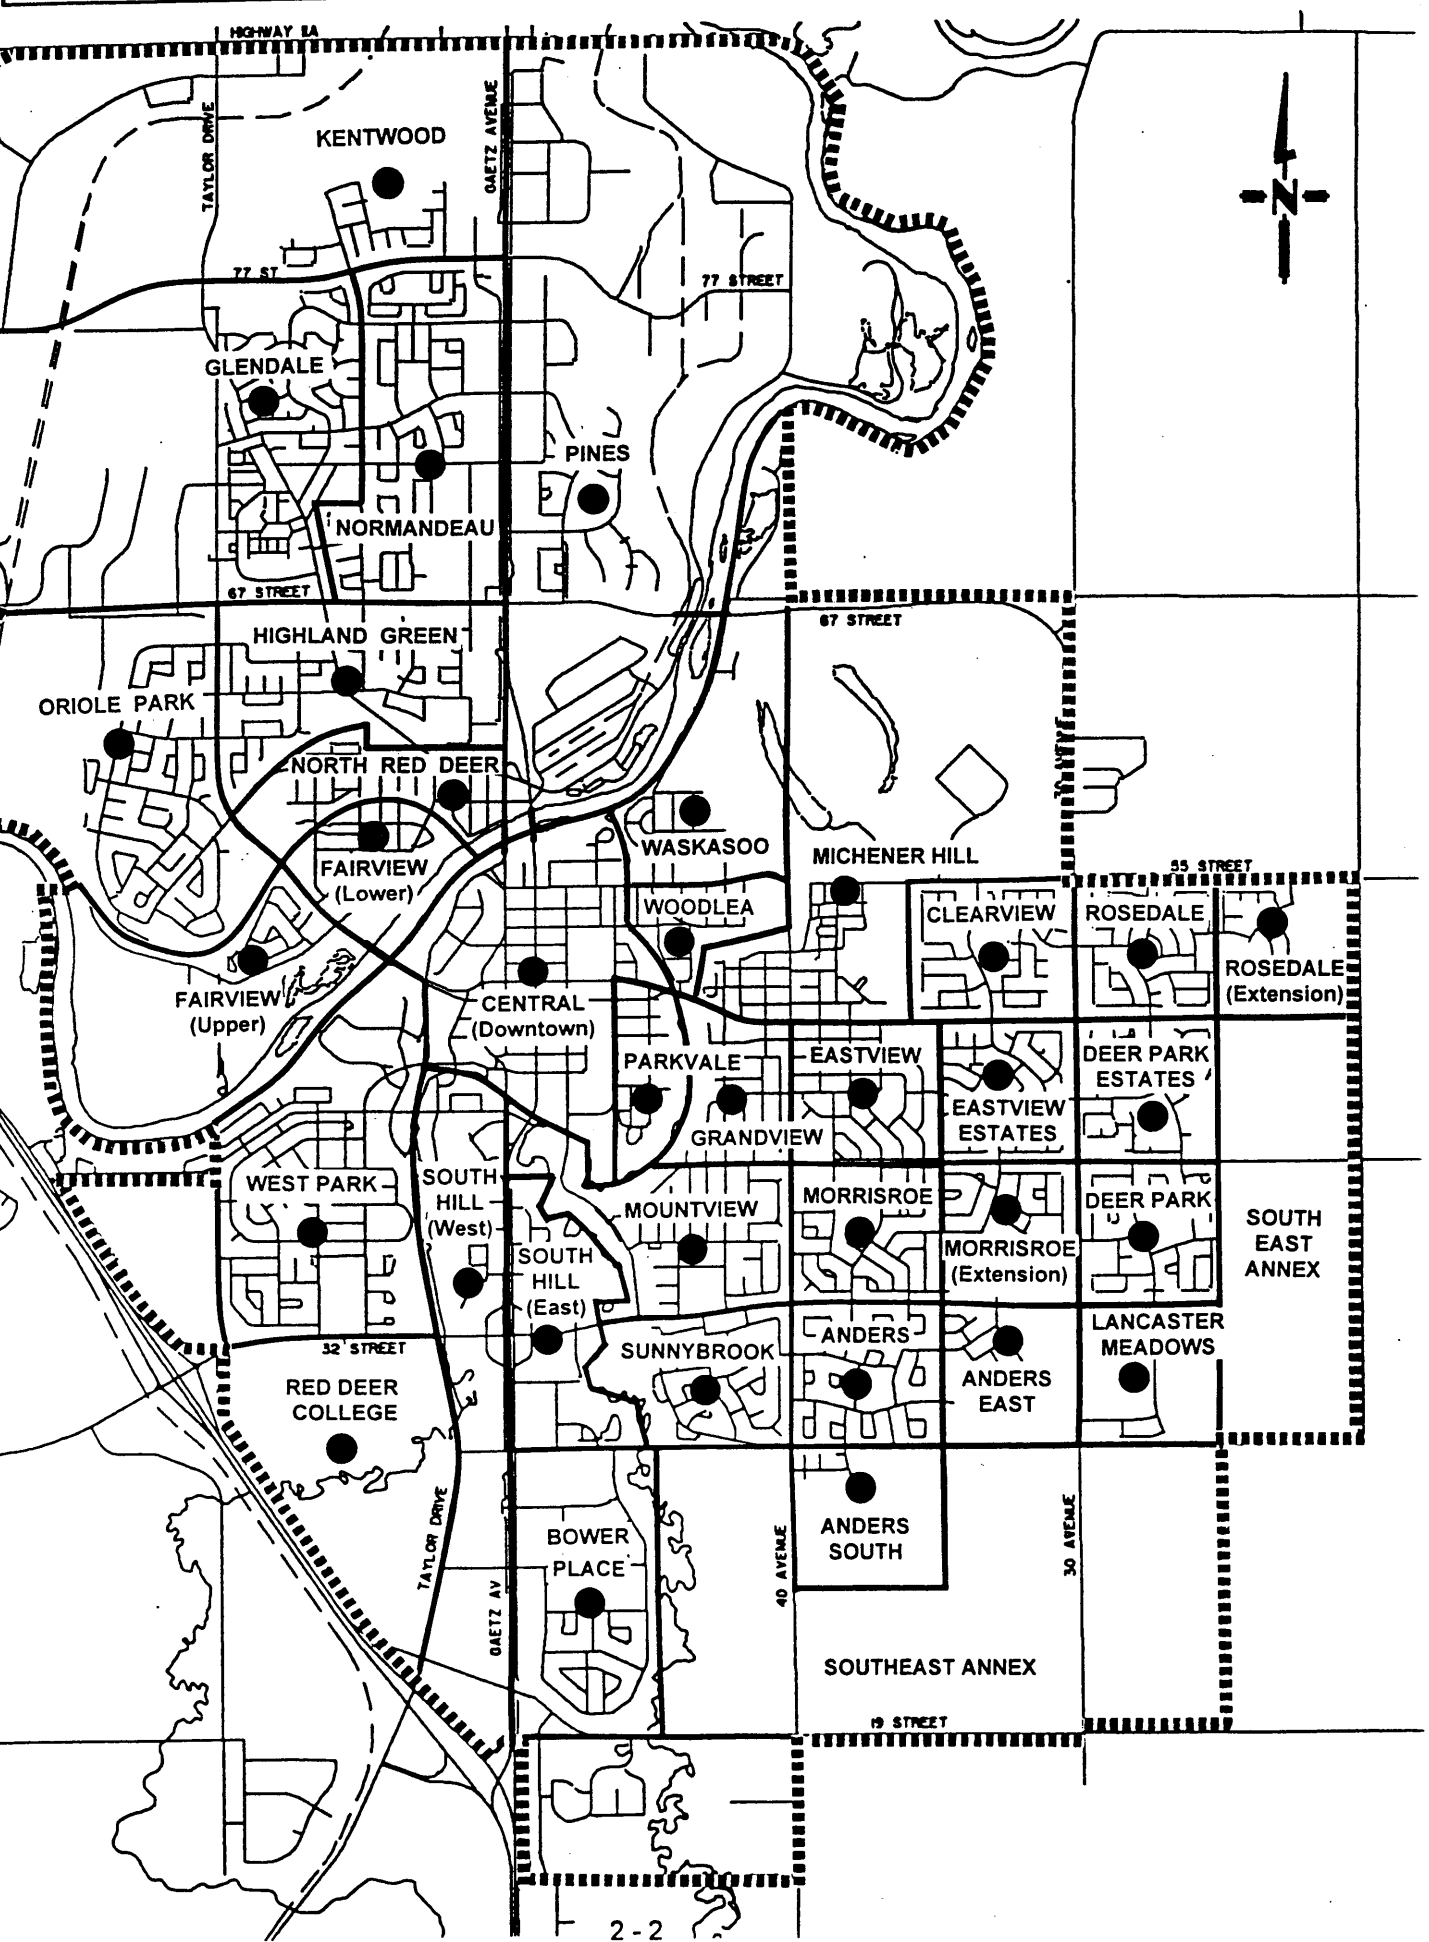 HIGHWAY 11A
TAYLOR DRIVE
GAETZ AVENUE
KENTWOOD
N
77 ST
77 STREET
GLENDALE
PINES
NORMANDEAU
67 STREET
67 STREET
HIGHLAND GREEN
ORIOLE PARK
30 AVENUE
NORTH RED DEER
WASKASOO
MICHENER HILL
FAIRVIEW
(Lower)
55 STREET
WOODLEA
CLEARVIEW
ROSEDALE
ROSEDALE
(Extension)
FAIRVIEW
(Upper)
CENTRAL
(Downtown)
PARKVALE
EASTVIEW
DEER PARK
ESTATES
EASTVIEW
ESTATES
GRANDVIEW
WEST PARK
SOUTH
HILL
(West)
MOUNTVIEW
MORRISROE
DEER PARK
SOUTH
EAST
ANNEX
SOUTH
HILL
(East)
MORRISROE
(Extension)
32 STREET
SUNNYBROOK
ANDERS
LANCASTER
MEADOWS
RED DEER
COLLEGE
ANDERS
EAST
TAYLOR DRIVE
GAETZ AV
BOWER
PLACE
40 AVENUE
ANDERS
SOUTH
30 AVENUE
SOUTHEAST ANNEX
19 STREET
2-2